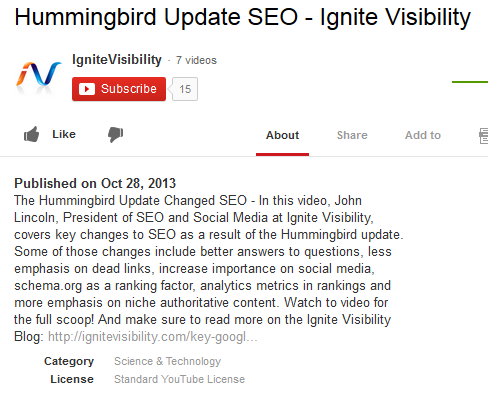 Hummingbird Update SEO - Ignite Visibility
IgniteVisibility · 7 videos
Subscribe 15
Like About Share Add to
Published on Oct 28, 2013
The Hummingbird Update Changed SEO - In this video, John
Lincoln, President of SEO and Social Media at Ignite Visibility,
covers key changes to SEO as a result of the Hummingbird update.
Some of those changes include better answers to questions, less
emphasis on dead links, increase importance on social media,
schema.org as a ranking factor, analytics metrics in rankings and
more emphasis on niche authoritative content. Watch to video for
the full scoop! And make sure to read more on the Ignite Visibility
Blog: http://ignitevisibility.com/key-googl...
Category Science & Technology
License Standard YouTube License